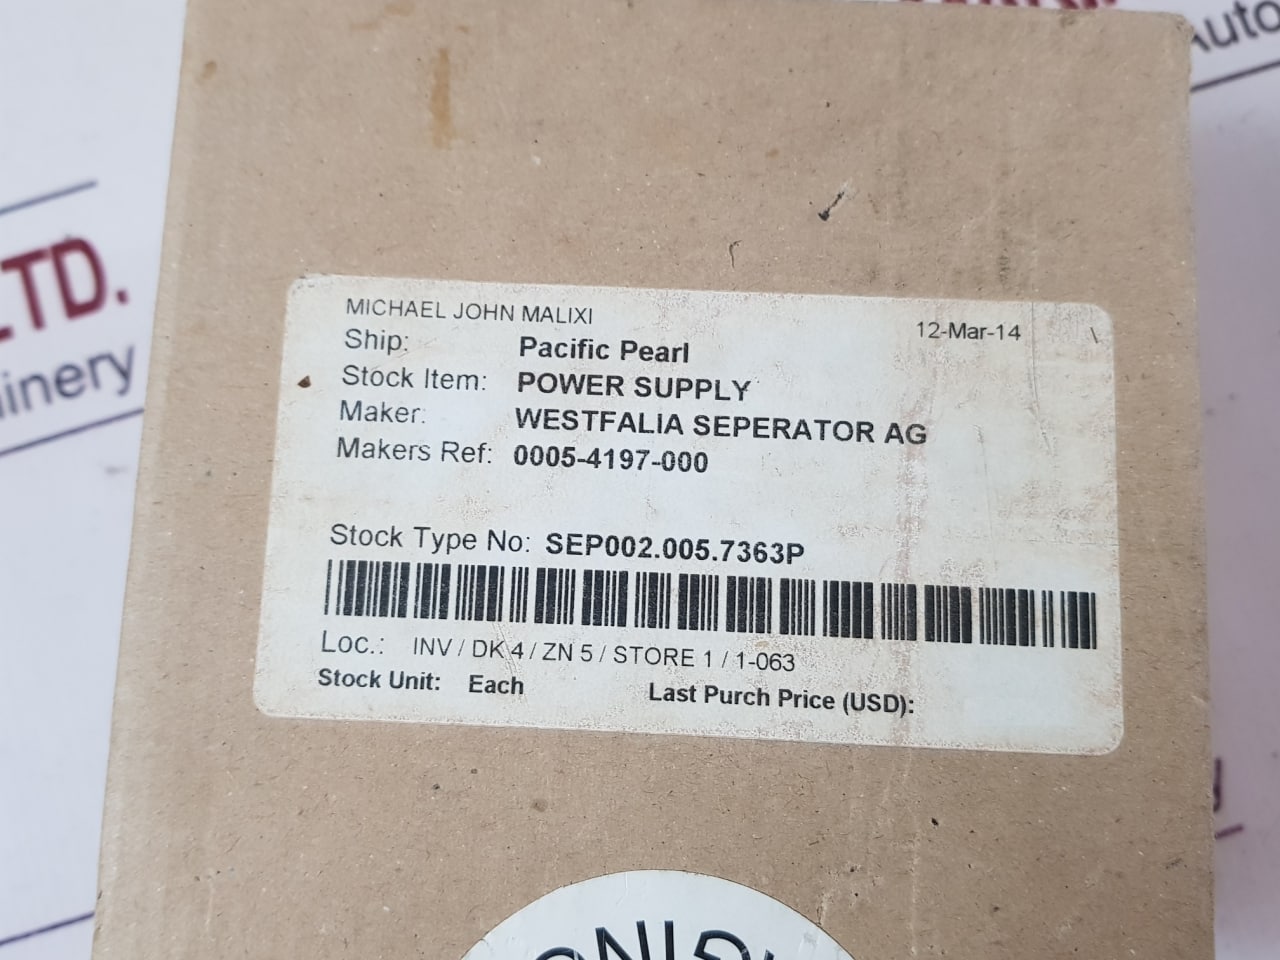 Auto
LTD.
inery
MICHAEL JOHN MALIXI 12-Mar-14
Ship: Pacific Pearl
Stock Item: POWER SUPPLY
Maker: WESTFALIA SEPERATOR AG
Makers Ref: 0005-4197-000
Stock Type No: SEP002.005.7363P
Loc.: INV / DK 4 / ZN 5 / STORE 1 / 1-063
Stock Unit: Each Last Purch Price (USD):